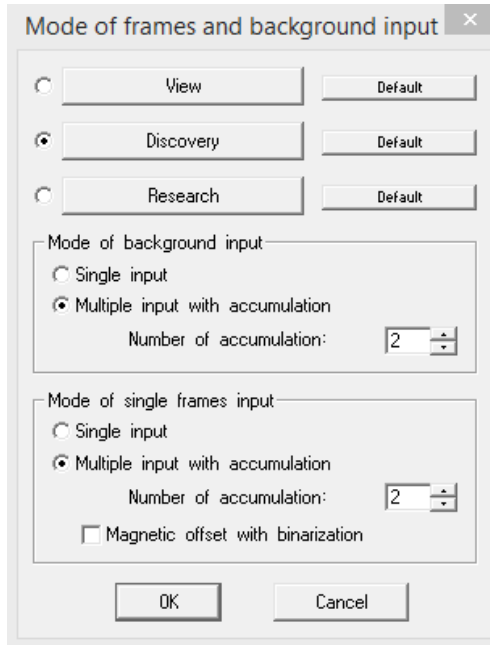 Mode of frames and background input
View Default
Discovery Default
Research Default
Mode of background input
Single input
Multiple input with accumulation
Number of accumulation: 2
Mode of single frames input
Single input
Multiple input with accumulation
Number of accumulation: 2
Magnetic offset with binarization
OK Cancel